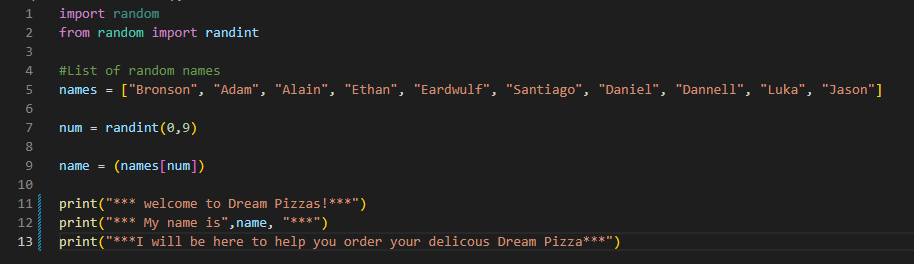 1 import random
2 from random import randint
3
4 #List of random names
5 names = ["Bronson", "Adam", "Alain", "Ethan", "Eardwulf", "Santiago", "Daniel", "Dannell", "Luka", "Jason"]
6
7 num = randint(0,9)
8
9 name = (names[num])
10
11 print("*** welcome to Dream Pizzas!***")
12 print("*** My name is",name, "***")
13 print("***I will be here to help you order your delicous Dream Pizza***")